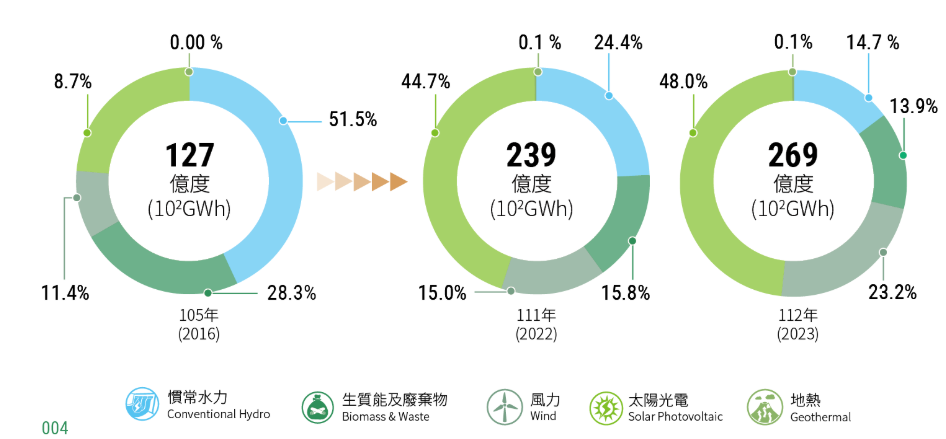 0.00 %
8.7%
51.5%
127
億度
(10²GWh)
11.4%
28.3%
105年
(2016)
0.1 %
24.4%
44.7%
239
億度
(10²GWh)
15.0%
15.8%
111年
(2022)
0.1%
14.7 %
48.0%
13.9%
269
億度
(10²GWh)
23.2%
112年
(2023)
慣常水力
Conventional Hydro
生質能及廢棄物
Biomass & Waste
風力
Wind
太陽光電
Solar Photovoltaic
地熱
Geothermal
004